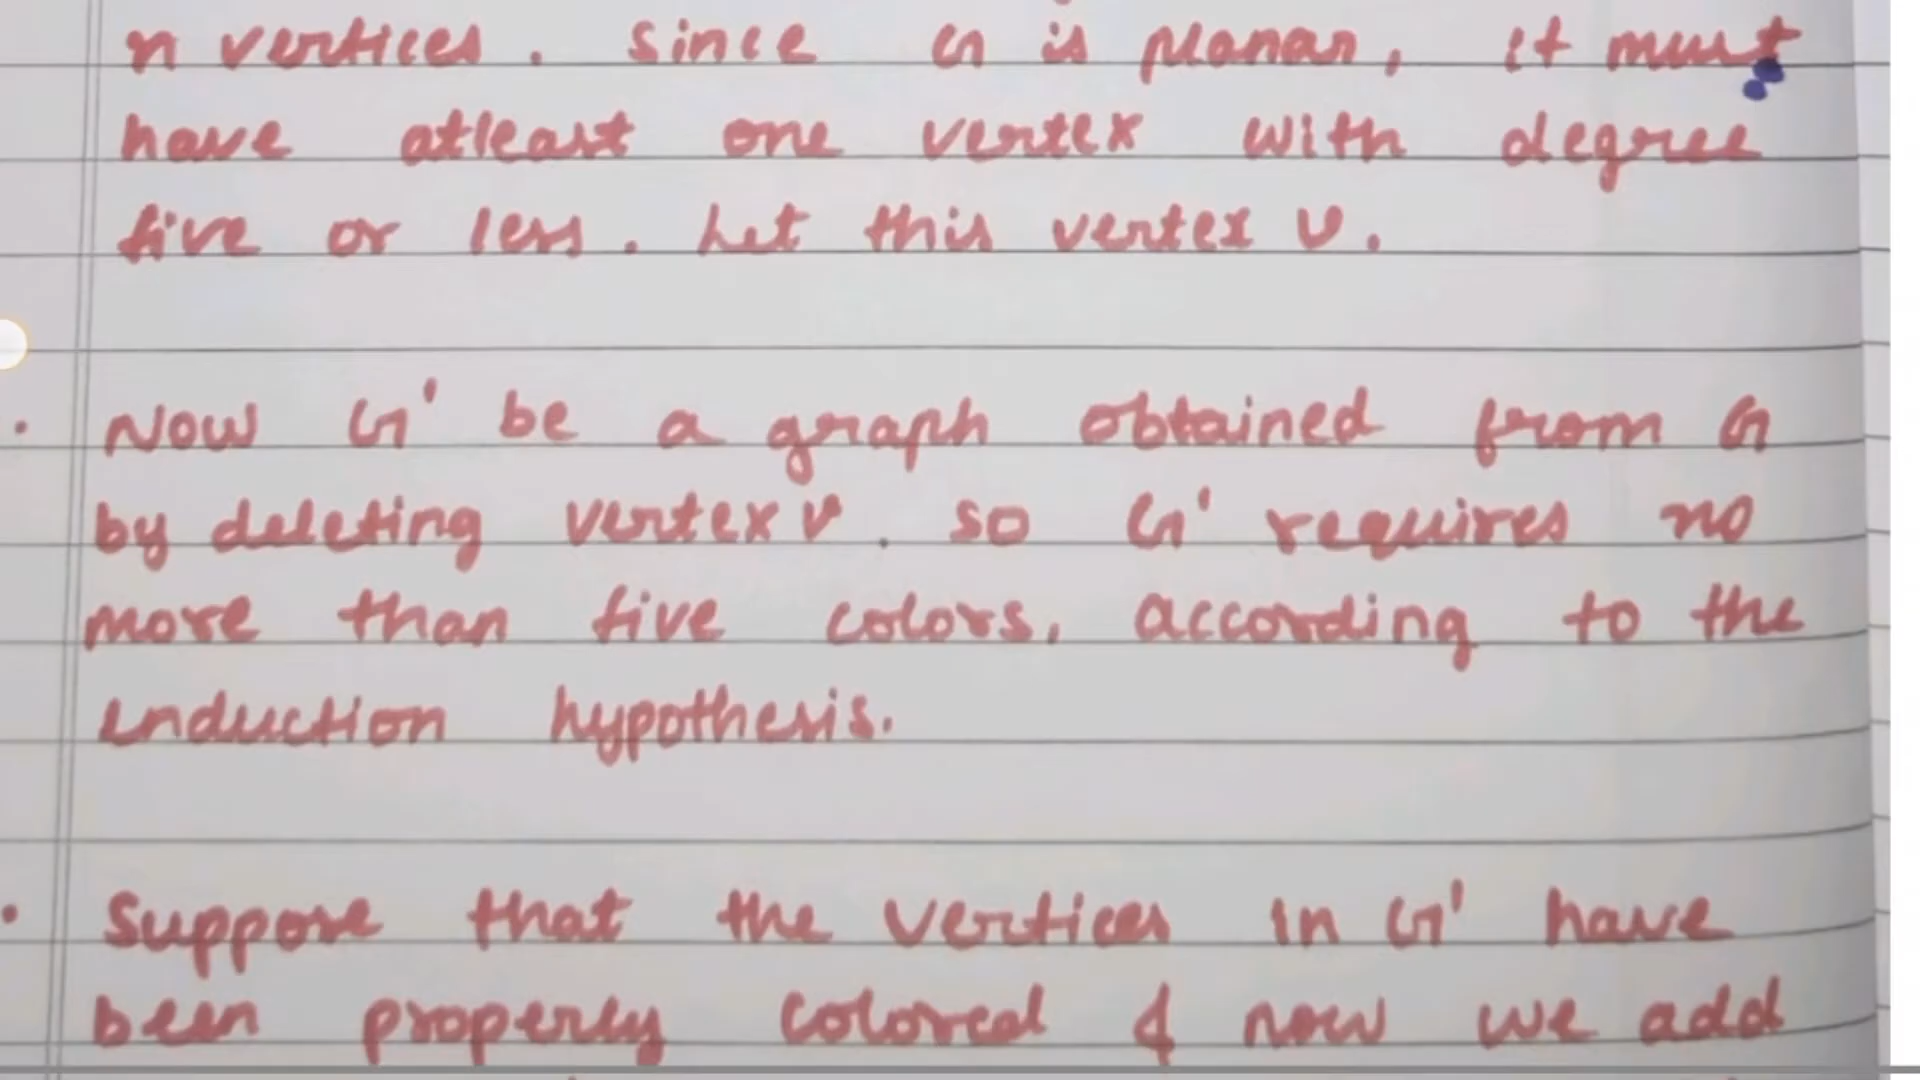 n vertices. Since G is planar, it must
have atleast one vertex with degree
five or less. Let this vertex v.
. Now G' be a graph obtained from G
by deleting vertex v. so G' requires no
more than five colors, according to the
induction hypothesis.
. Suppose that the vertices in G' have
been properly colored & now we add